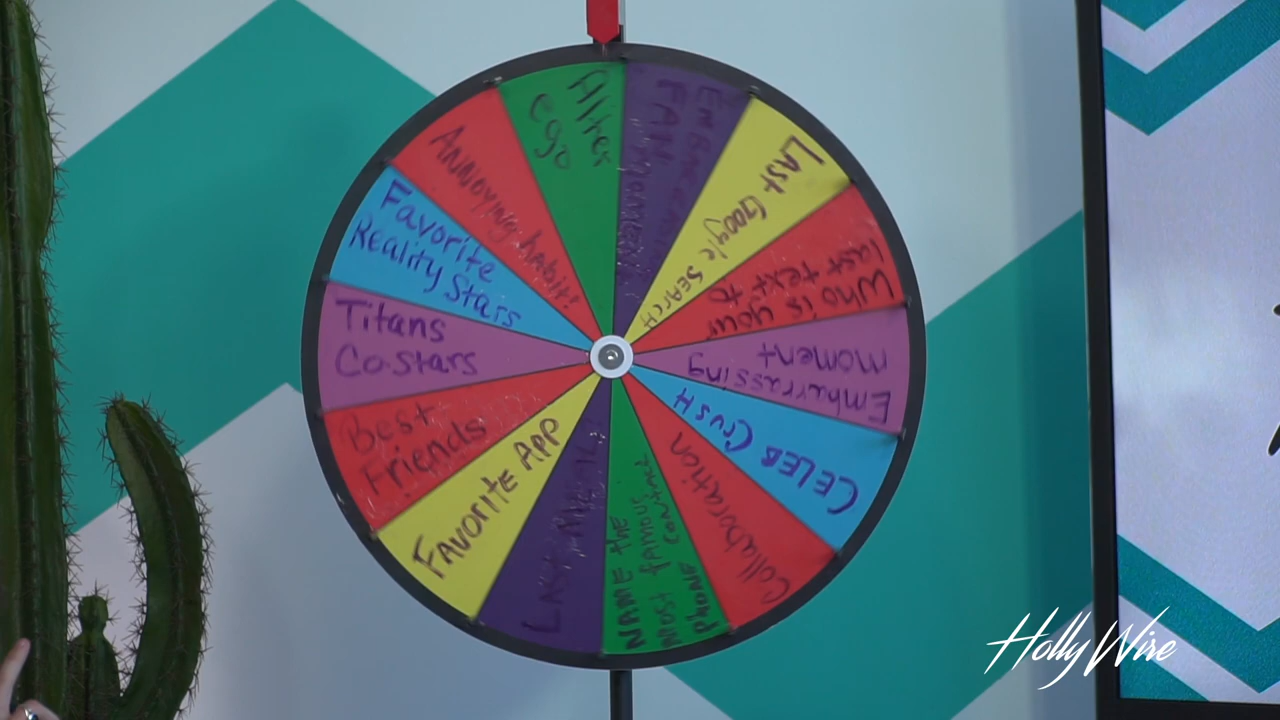 Alter
Ego
Embarrassing
FAN moment
LAST Google SEARCH
Who is your
last text to
Embarrassing
moment
CELEB CrUSH
Collaboration
NAME the
most famous
phone contact
LAST
FAVORITE APP
Best
Friends
Titans
Co-Stars
Favorite
Reality Stars
Annoying habit?
HollyWire